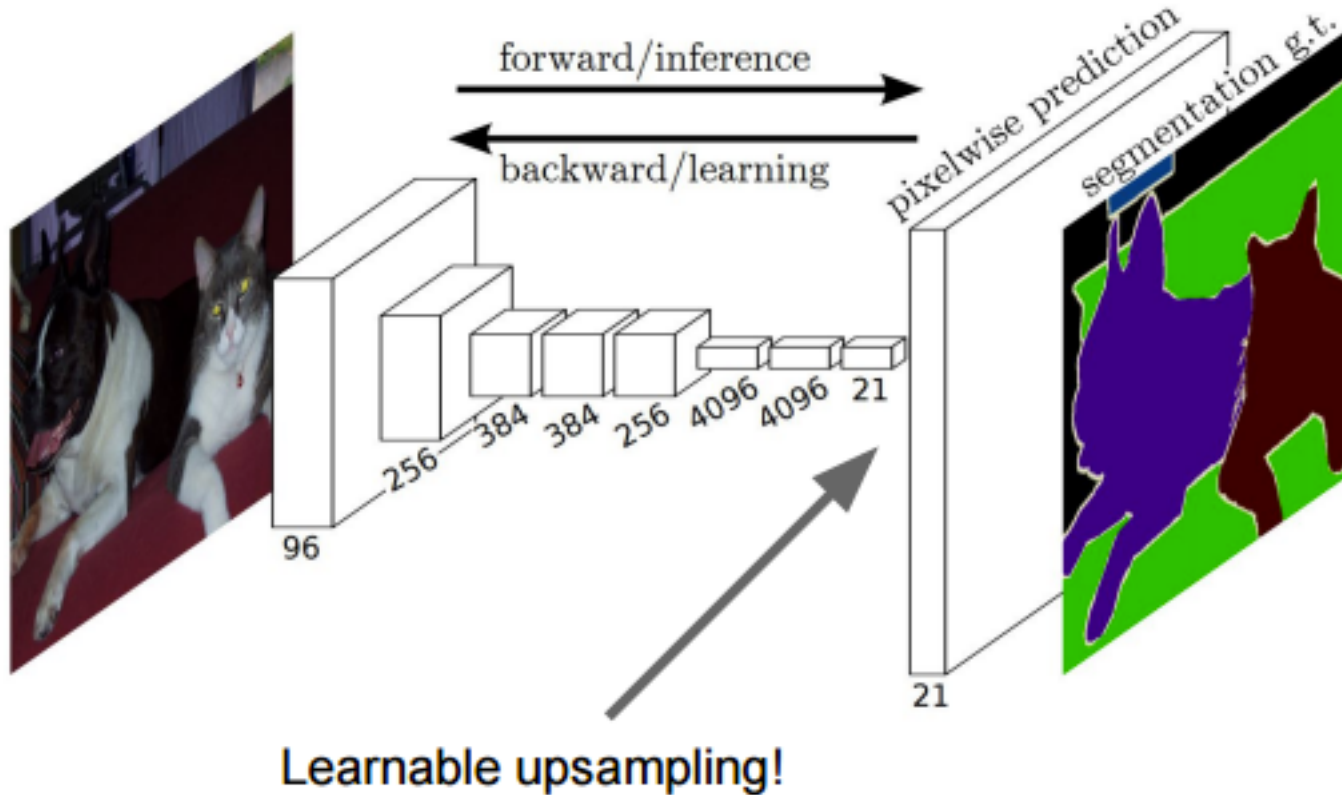 forward/inference
backward/learning
pixelwise prediction
segmentation g.t.
96
256
384
384
256
4096
4096
21
21
Learnable upsampling!